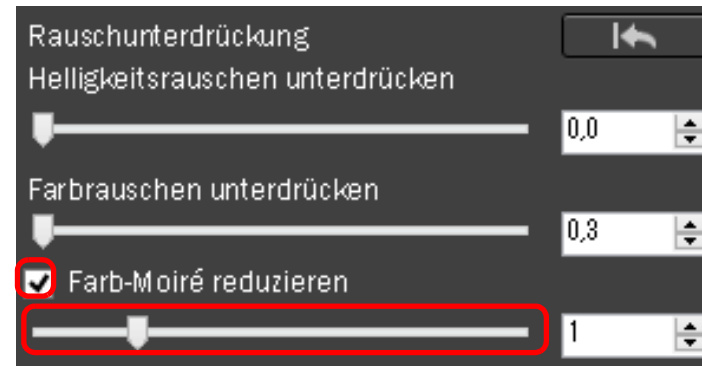 Rauschunterdrückung
Helligkeitsrauschen unterdrücken
0,0
Farbrauschen unterdrücken
0,3
Farb-Moiré reduzieren
1